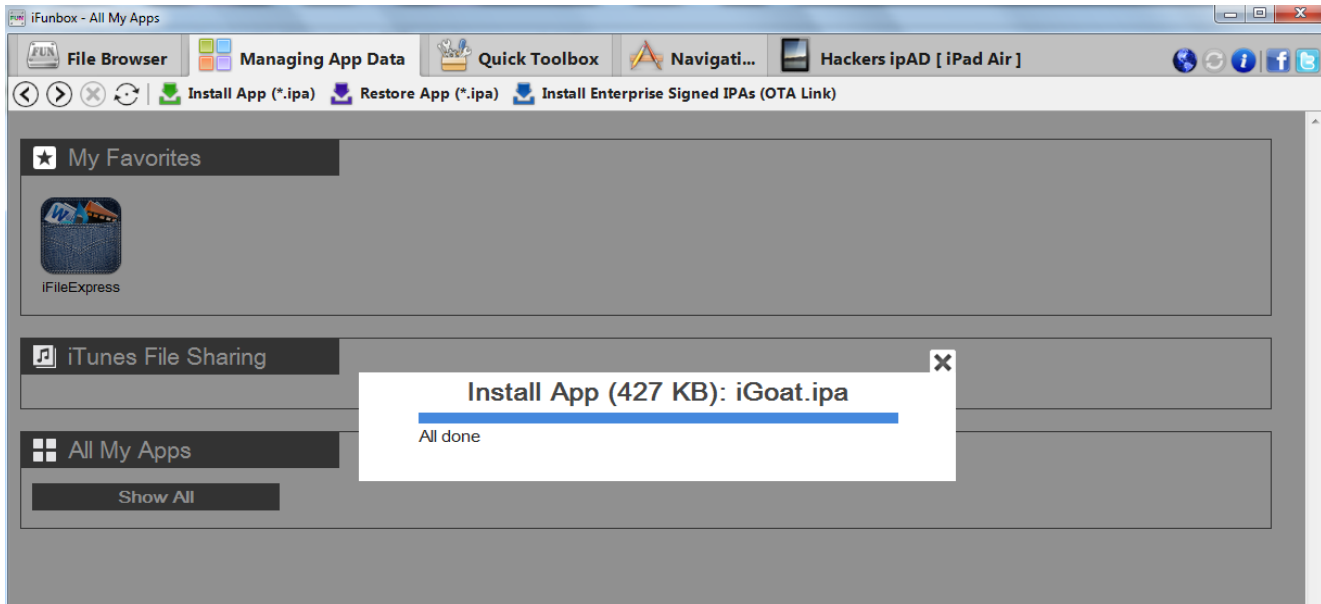 iFunbox - All My Apps
FUN File Browser Managing App Data Quick Toolbox Navigati... Hackers ipAD [ iPad Air ]
Install App (*.ipa) Restore App (*.ipa) Install Enterprise Signed IPAs (OTA Link)
My Favorites
W
iFileExpress
iTunes File Sharing
Install App (427 KB): iGoat.ipa
All done
All My Apps
Show All